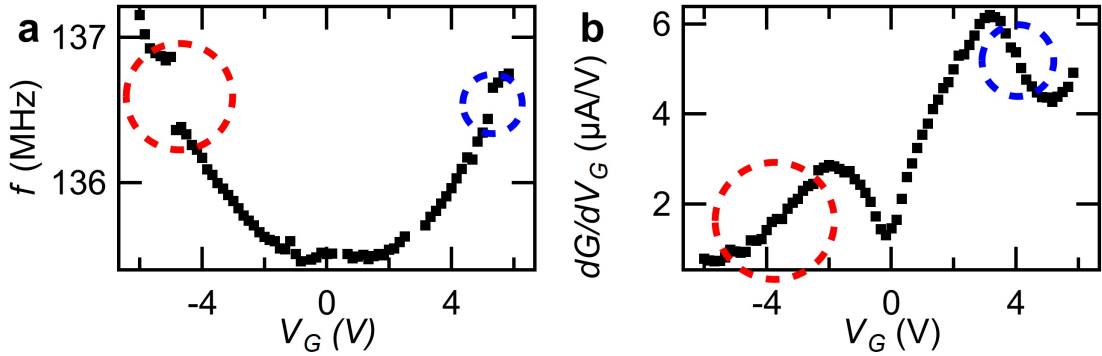 a
137
136
f (MHz)
-4 0 4
V_G (V)
b
6
4
2
dG/dV_G (µA/V)
-4 0 4
V_G (V)